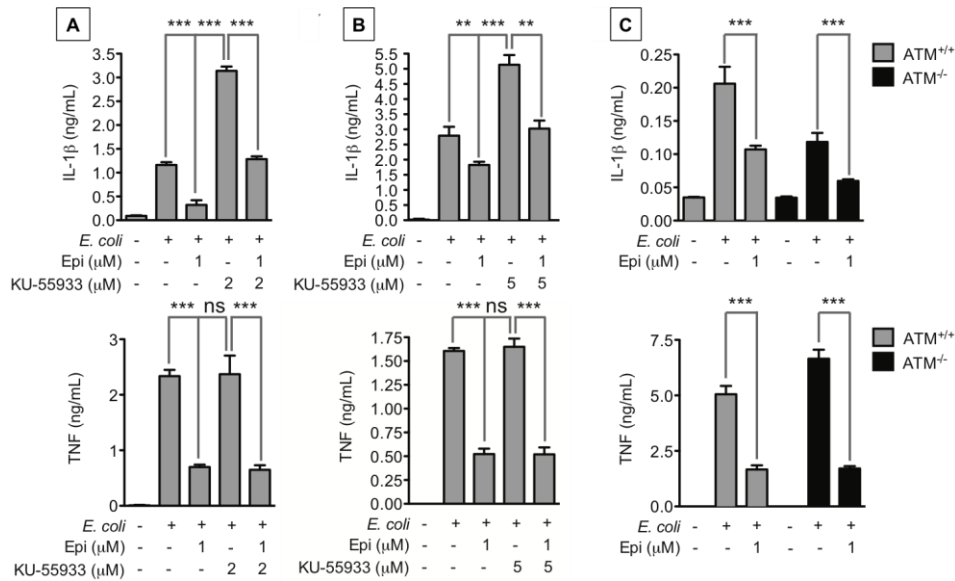 A
*** *** ***
IL-1β (ng/mL)
3.5
3.0
2.5
2.0
1.5
1.0
0.5
0.0
E. coli - + + + +
Epi (μM) - - 1 - 1
KU-55933 (μM) - - - 2 2
B
** *** **
IL-1β (ng/mL)
5.5
5.0
4.5
4.0
3.5
3.0
2.5
2.0
1.5
1.0
0.5
0.0
E. coli - + + + +
Epi (μM) - - 1 - 1
KU-55933 (μM) - - - 5 5
C
*** ***
IL-1β (ng/mL)
0.25
0.20
0.15
0.10
0.05
0.00
E. coli - + + - + +
Epi (μM) - - 1 - - 1
ATM+/+
ATM-/-
*** ns ***
TNF (ng/mL)
3
2
1
0
E. coli - + + + +
Epi (μM) - - 1 - 1
KU-55933 (μM) - - - 2 2
*** ns ***
TNF (ng/mL)
1.75
1.50
1.25
1.00
0.75
0.50
0.25
0.00
E. coli - + + + +
Epi (μM) - - 1 - 1
KU-55933 (μM) - - - 5 5
*** ***
TNF (ng/mL)
7.5
5.0
2.5
0.0
E. coli - + + - + +
Epi (μM) - - 1 - - 1
ATM+/+
ATM-/-